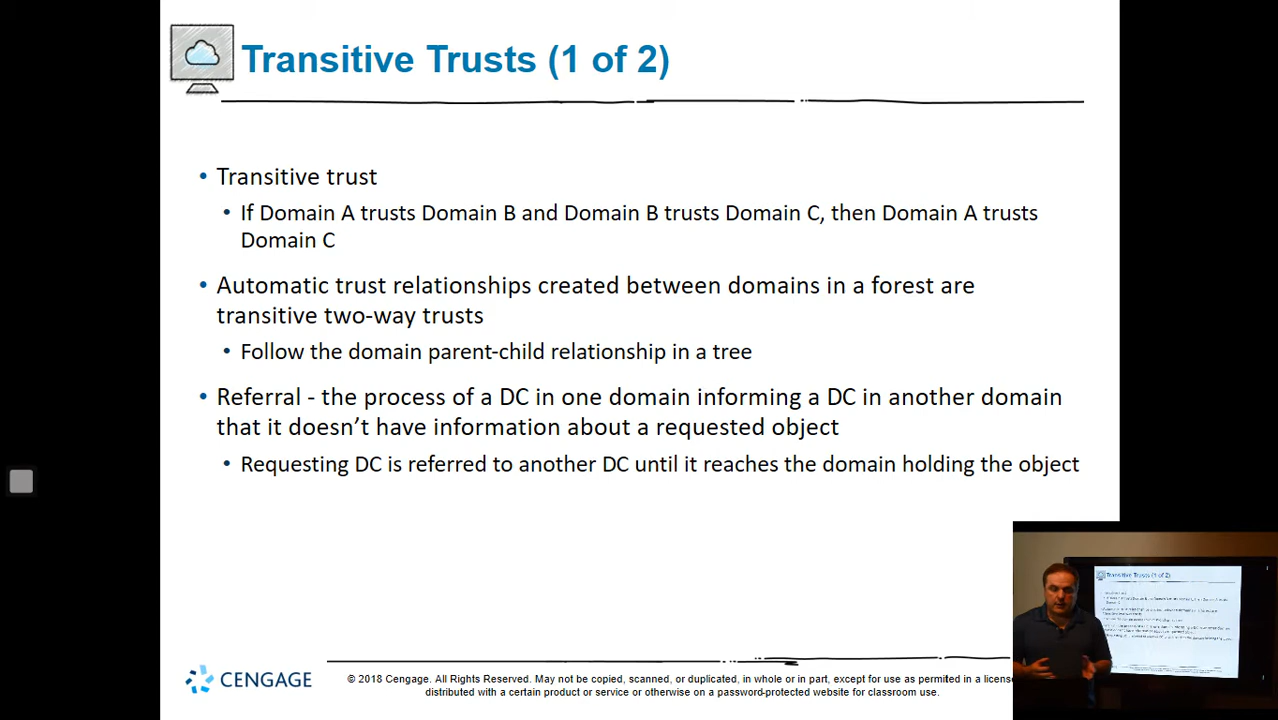 Transitive Trusts (1 of 2)
• Transitive trust
• If Domain A trusts Domain B and Domain B trusts Domain C, then Domain A trusts
Domain C
• Automatic trust relationships created between domains in a forest are
transitive two-way trusts
• Follow the domain parent-child relationship in a tree
• Referral - the process of a DC in one domain informing a DC in another domain
that it doesn’t have information about a requested object
• Requesting DC is referred to another DC until it reaches the domain holding the object
CENGAGE
© 2018 Cengage. All Rights Reserved. May not be copied, scanned, or duplicated, in whole or in part, except for use as permitted in a license
distributed with a certain product or service or otherwise on a password-protected website for classroom use.
Transitive Trusts (1 of 2)